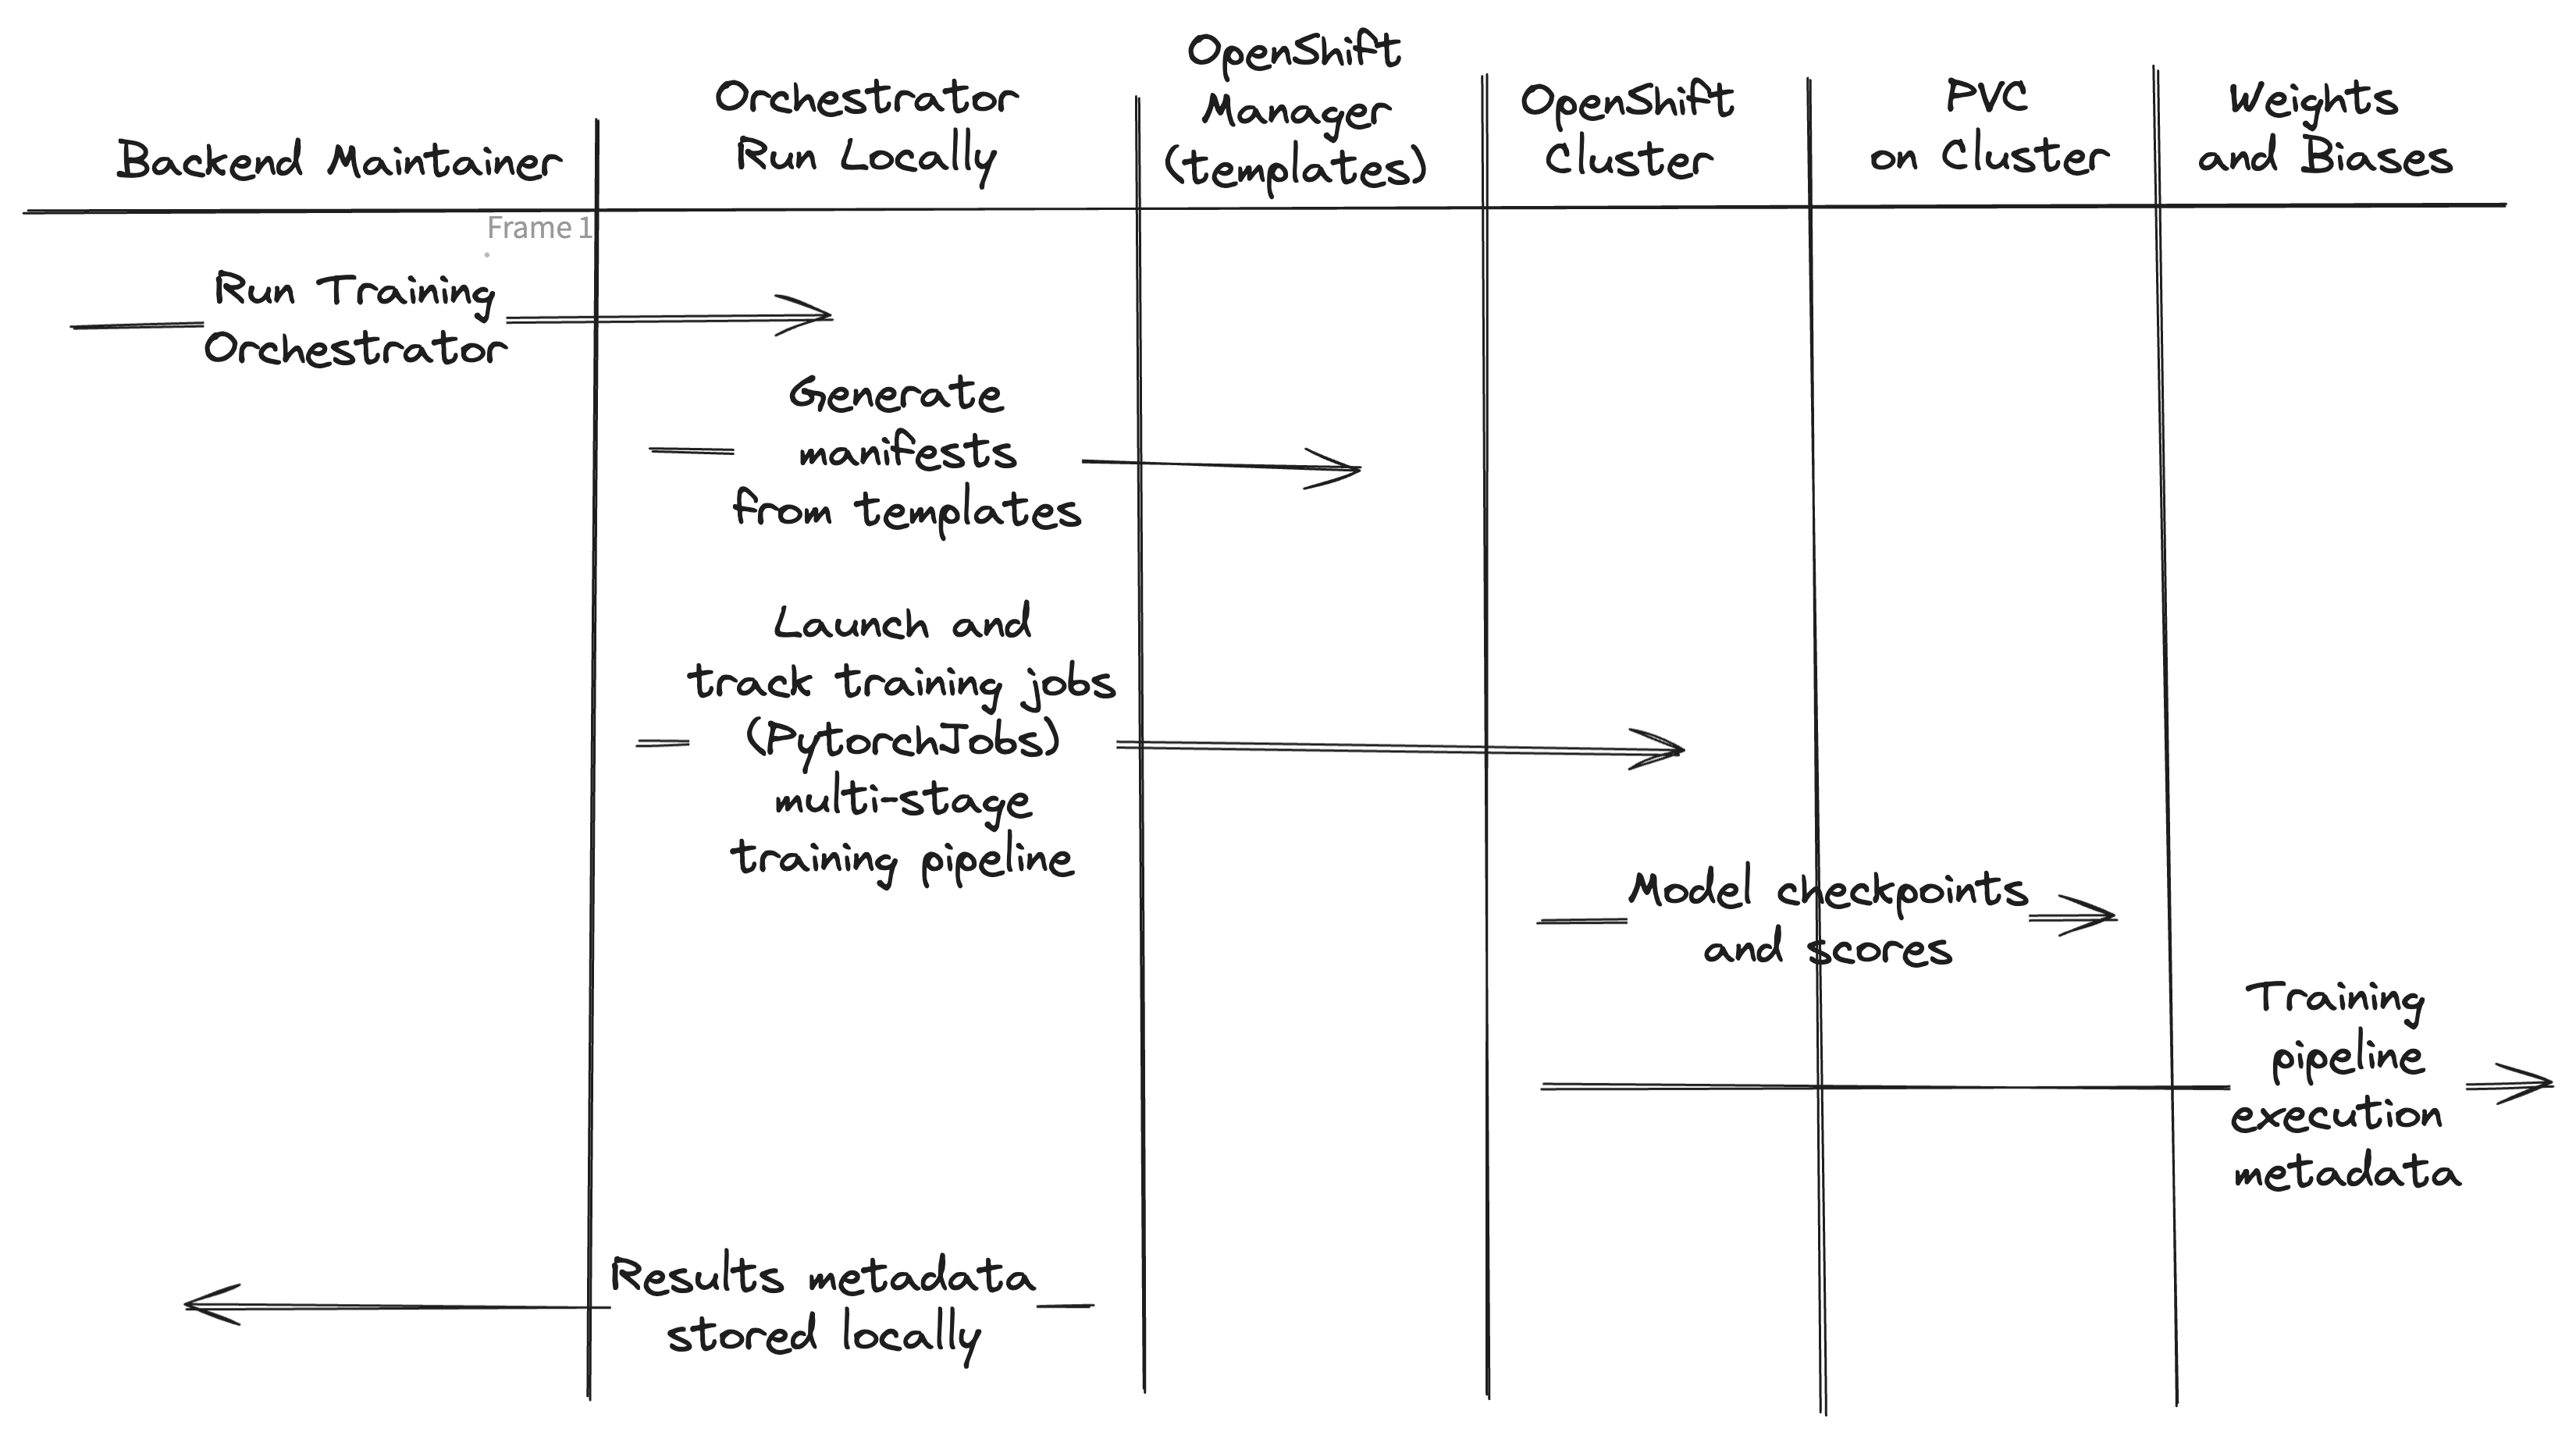 Backend Maintainer
Orchestrator
Run Locally
OpenShift
Manager
(templates)
OpenShift
Cluster
PVC
on Cluster
Weights
and Biases
Frame 1
Run Training
Orchestrator
Generate
manifests
from templates
Launch and
track training jobs
(PytorchJobs)
multi-stage
training pipeline
Model checkpoints
and scores
Training
pipeline
execution
metadata
Results metadata
stored locally